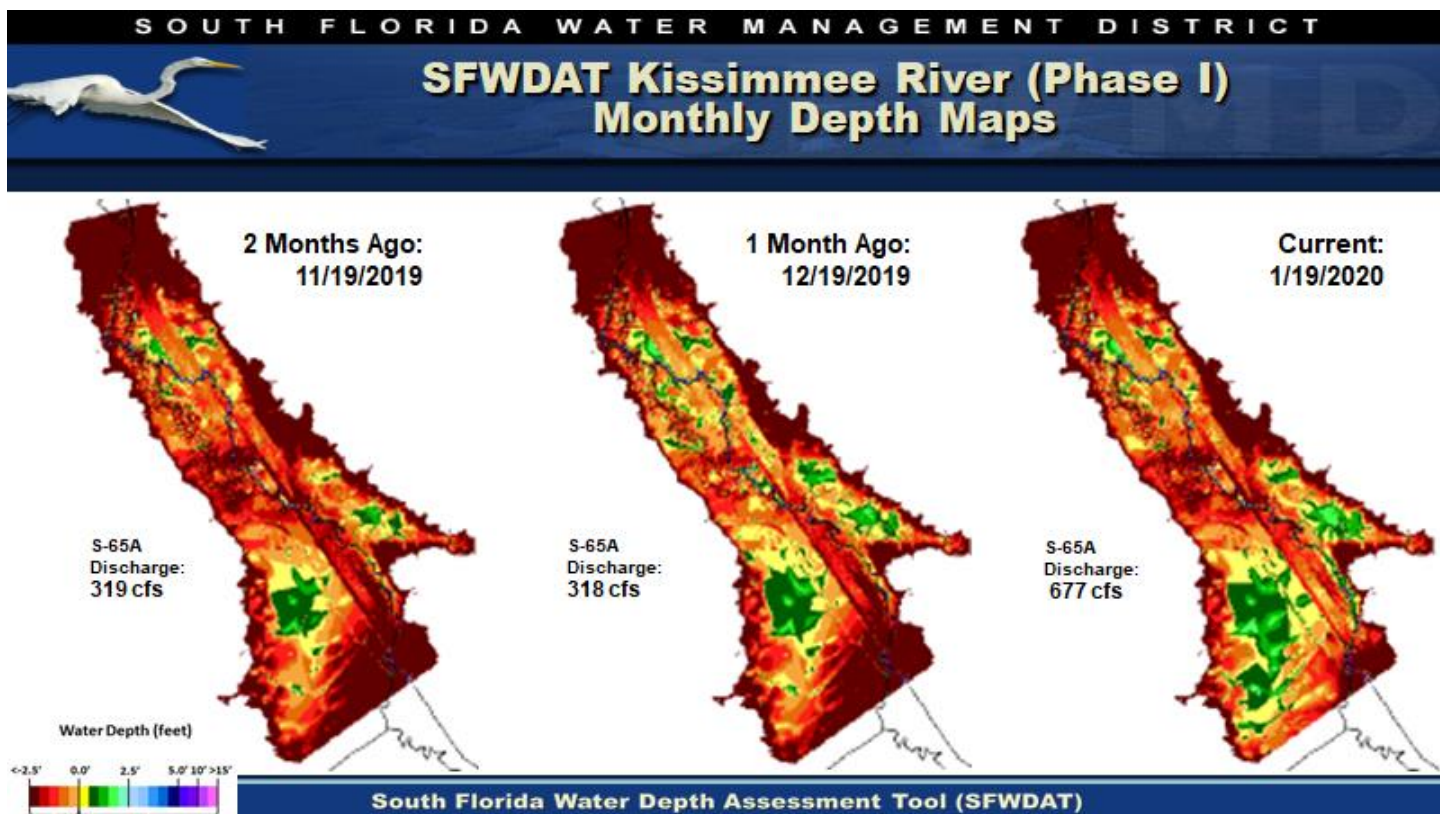 SOUTH FLORIDA WATER MANAGEMENT DISTRICT
SFWDAT Kissimmee River (Phase I)
Monthly Depth Maps
2 Months Ago:
11/19/2019
1 Month Ago:
12/19/2019
Current:
1/19/2020
S-65A
Discharge:
319 cfs
S-65A
Discharge:
318 cfs
S-65A
Discharge:
677 cfs
Water Depth (feet)
<-2.5' 0.0' 2.5' 5.0' 10' >15'
South Florida Water Depth Assessment Tool (SFWDAT)